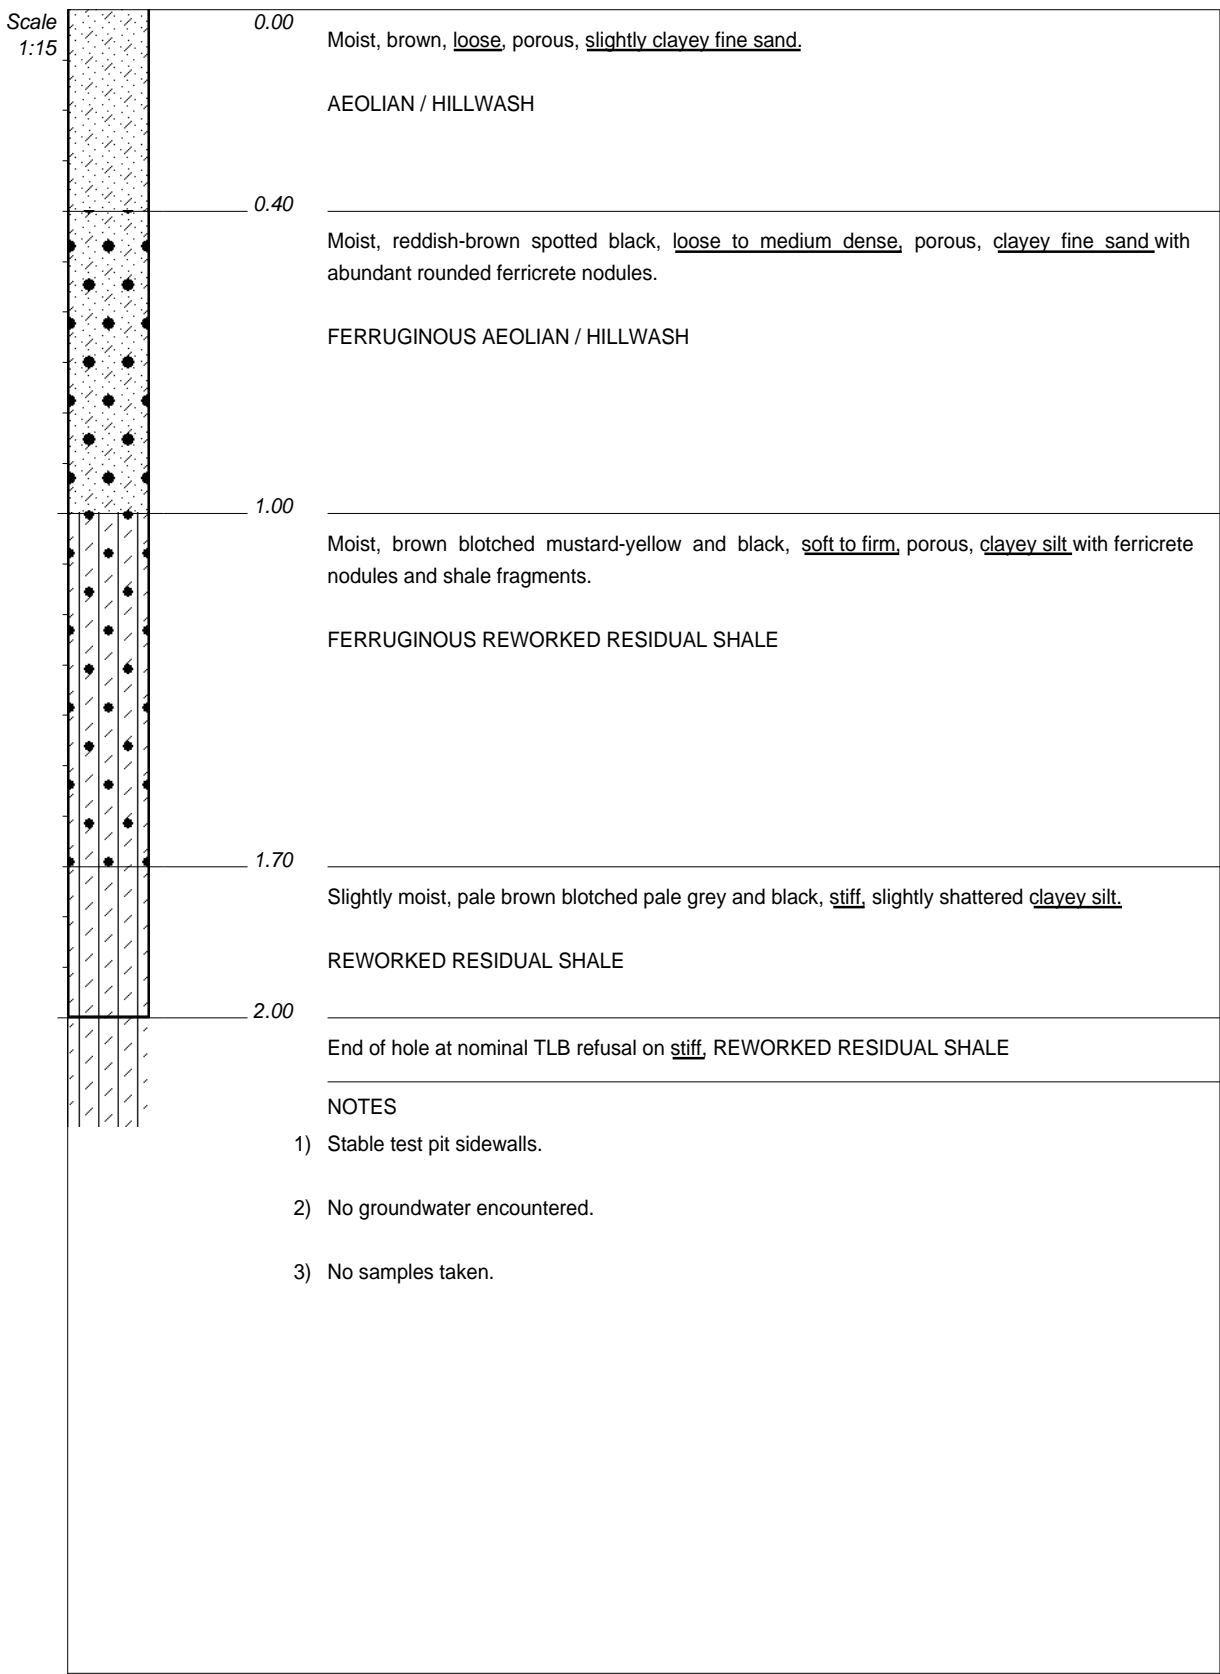 Scale
1:15
0.00
Moist, brown, loose, porous, slightly clayey fine sand.
AEOLIAN / HILLWASH
0.40
Moist, reddish-brown spotted black, loose to medium dense, porous, clayey fine sand with
abundant rounded ferricrete nodules.
FERRUGINOUS AEOLIAN / HILLWASH
1.00
Moist, brown blotched mustard-yellow and black, soft to firm, porous, clayey silt with ferricrete
nodules and shale fragments.
FERRUGINOUS REWORKED RESIDUAL SHALE
1.70
Slightly moist, pale brown blotched pale grey and black, stiff, slightly shattered clayey silt.
REWORKED RESIDUAL SHALE
2.00
End of hole at nominal TLB refusal on stiff, REWORKED RESIDUAL SHALE
NOTES
1) Stable test pit sidewalls.
2) No groundwater encountered.
3) No samples taken.